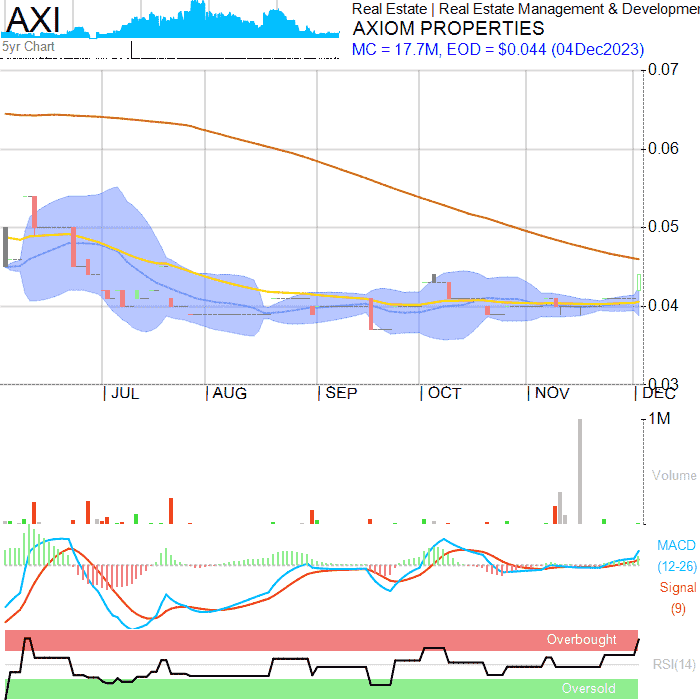 AXI
Real Estate | Real Estate Management & Developmen
AXIOM PROPERTIES
5yr Chart
MC = 17.7M, EOD = $0.044 (04Dec2023)
0.07
0.06
0.05
0.04
0.03
JUL
AUG
SEP
OCT
NOV
DEC
1M
Volume
MACD
(12-26)
Signal
(9)
Overbought
RSI(14)
Oversold